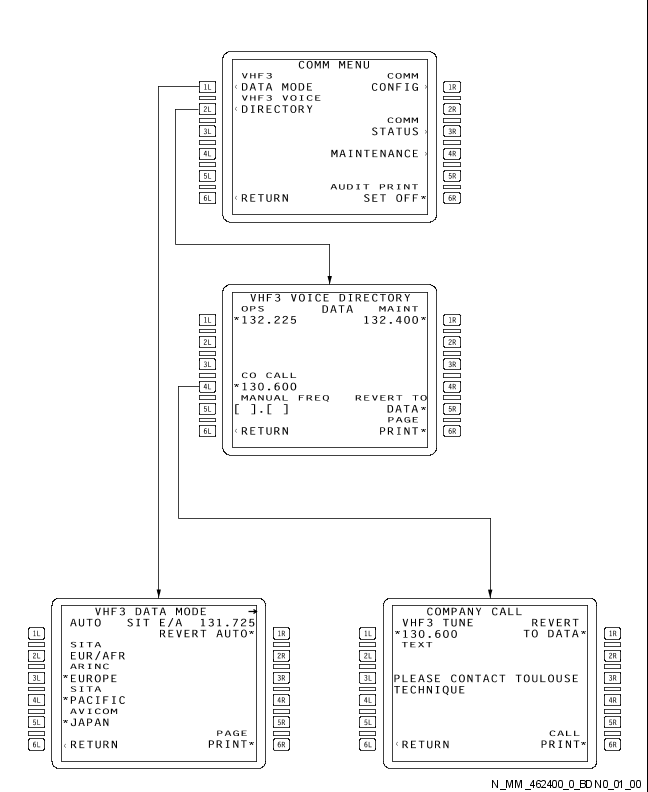 COMM MENU
VHF3 COMM
1L ‹DATA MODE CONFIG› 1R
VHF3 VOICE
2L ‹DIRECTORY 2R
COMM
3L STATUS› 3R
4L MAINTENANCE› 4R
5L 5R
AUDIT PRINT
6L ‹RETURN SET OFF* 6R
VHF3 VOICE DIRECTORY
OPS DATA MAINT
1L *132.225 132.400* 1R
2L 2R
3L 3R
CO CALL
4L *130.600 4R
MANUAL FREQ REVERT TO
5L [ ].[ ] DATA* 5R
PAGE
6L ‹RETURN PRINT* 6R
VHF3 DATA MODE →
AUTO SIT E/A 131.725
1L REVERT AUTO* 1R
SITA
2L EUR/AFR 2R
ARINC
3L *EUROPE 3R
SITA
4L *PACIFIC 4R
AVICOM
5L *JAPAN 5R
PAGE
6L ‹RETURN PRINT* 6R
COMPANY CALL
VHF3 TUNE REVERT
1L *130.600 TO DATA* 1R
TEXT
2L 2R
3L PLEASE CONTACT TOULOUSE 3R
TECHNIQUE
4L 4R
5L 5R
CALL
6L ‹RETURN PRINT* 6R
N_MM_462400_0_BDN0_01_00